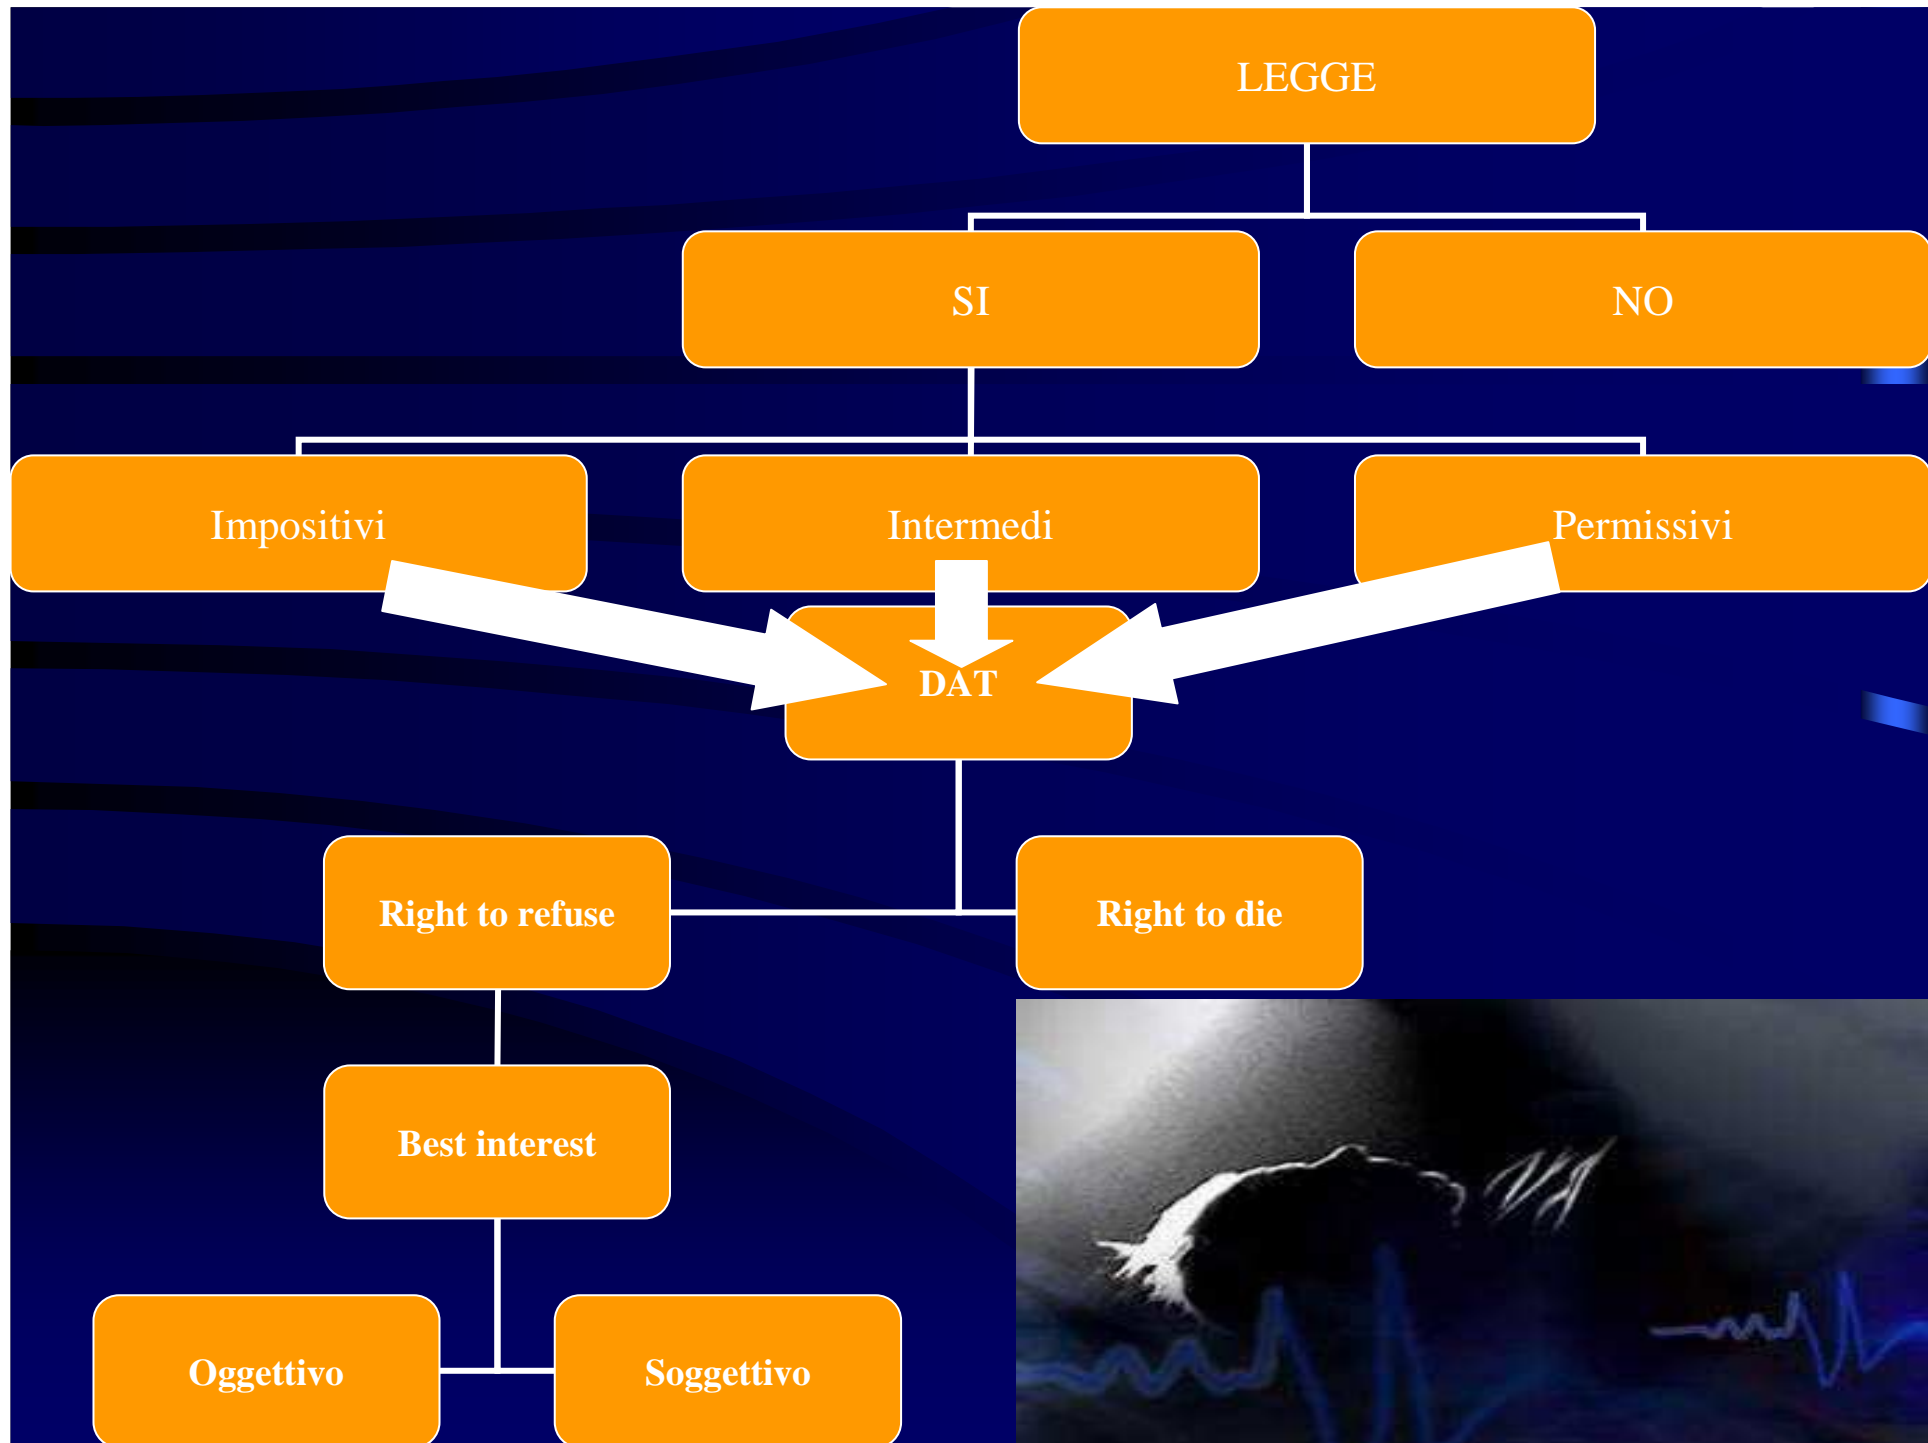 LEGGE
SI
NO
Impositivi
Intermedi
Permissivi
DAT
Right to refuse
Right to die
Best interest
Oggettivo
Soggettivo